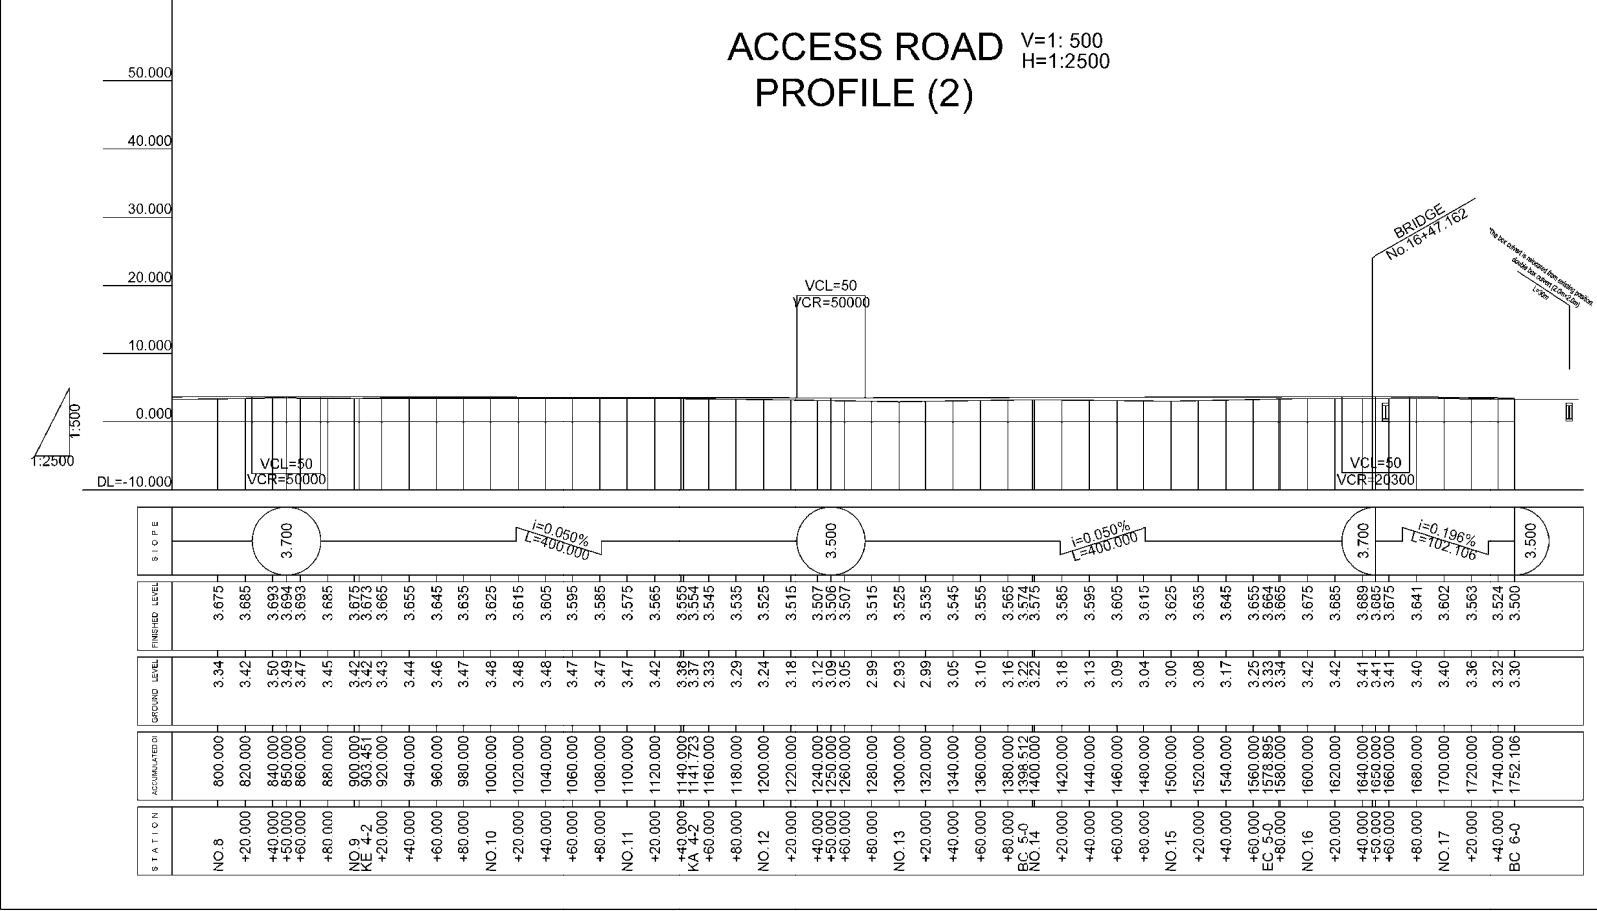 ACCESS ROAD
PROFILE (2)
V=1: 500
H=1:2500
50.000
40.000
30.000
20.000
10.000
0.000
DL=-10.000
1:500
1:2500
VCL=50
VCR=50000
VCL=50
VCR=50000
BRIDGE
No.16+47.162
The box culvert is relocated from existing position.
double box culvert (2.0m×2.0m)
L=30m
VCL=50
VCR=20300
SLOPE
3.700
i=0.050%
L=400.000
3.500
i=0.050%
L=400.000
3.700
i=0.196%
L=102.106
3.500
FINISHED LEVEL
3.675 3.685 3.693 3.694 3.693 3.685 3.675 3.673 3.665 3.655 3.645 3.635 3.625 3.615 3.605 3.595 3.585 3.575 3.565 3.555 3.554 3.545 3.535 3.525 3.515 3.507 3.506 3.507 3.515 3.525 3.535 3.545 3.555 3.565 3.574 3.575 3.585 3.595 3.605 3.615 3.625 3.635 3.645 3.655 3.664 3.665 3.675 3.685 3.689 3.685 3.675 3.641 3.602 3.563 3.524 3.500
GROUND LEVEL
3.34 3.42 3.50 3.49 3.47 3.45 3.42 3.42 3.43 3.44 3.46 3.47 3.48 3.48 3.48 3.47 3.47 3.47 3.42 3.38 3.37 3.33 3.29 3.24 3.18 3.12 3.09 3.05 2.99 2.93 2.99 3.05 3.10 3.16 3.22 3.22 3.18 3.13 3.09 3.04 3.00 3.08 3.17 3.25 3.33 3.34 3.42 3.42 3.41 3.41 3.41 3.40 3.40 3.36 3.32 3.30
ACCUMULATED DI
800.000 820.000 840.000 850.000 860.000 880.000 900.000 903.451 920.000 940.000 960.000 980.000 1000.000 1020.000 1040.000 1060.000 1080.000 1100.000 1120.000 1140.000 1141.723 1160.000 1180.000 1200.000 1220.000 1240.000 1250.000 1260.000 1280.000 1300.000 1320.000 1340.000 1360.000 1380.000 1398.512 1400.000 1420.000 1440.000 1460.000 1480.000 1500.000 1520.000 1540.000 1560.000 1578.895 1580.000 1600.000 1620.000 1640.000 1650.000 1660.000 1680.000 1700.000 1720.000 1740.000 1752.106
STATION
NO.8 +20.000 +40.000 +50.000 +60.000 +80.000 NO.9 KE 4-2 +20.000 +40.000 +60.000 +80.000 NO.10 +20.000 +40.000 +60.000 +80.000 NO.11 +20.000 +40.000 KA 4-2 +60.000 +80.000 NO.12 +20.000 +40.000 +50.000 +60.000 +80.000 NO.13 +20.000 +40.000 +60.000 +80.000 BC 5-0 NO.14 +20.000 +40.000 +60.000 +80.000 NO.15 +20.000 +40.000 +60.000 EC 5-0 +80.000 NO.16 +20.000 +40.000 +50.000 +60.000 +80.000 NO.17 +20.000 +40.000 BC 6-0